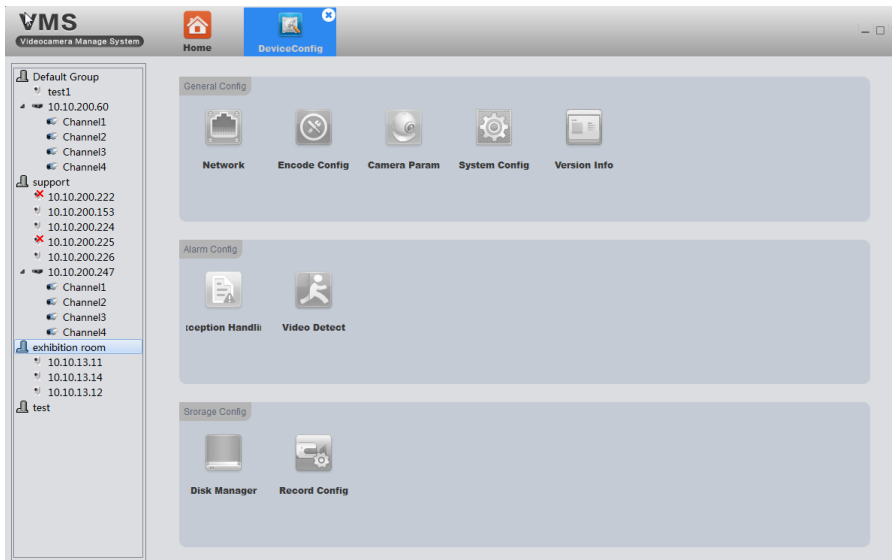 VMS
Videocamera Manage System
Home
DeviceConfig
Default Group
test1
10.10.200.60
Channel1
Channel2
Channel3
Channel4
support
10.10.200.222
10.10.200.153
10.10.200.224
10.10.200.225
10.10.200.226
10.10.200.247
Channel1
Channel2
Channel3
Channel4
exhibition room
10.10.13.11
10.10.13.14
10.10.13.12
test
General Config
Network Encode Config Camera Param System Config Version Info
Alarm Config
xception Handlin Video Detect
Srorage Config
Disk Manager Record Config